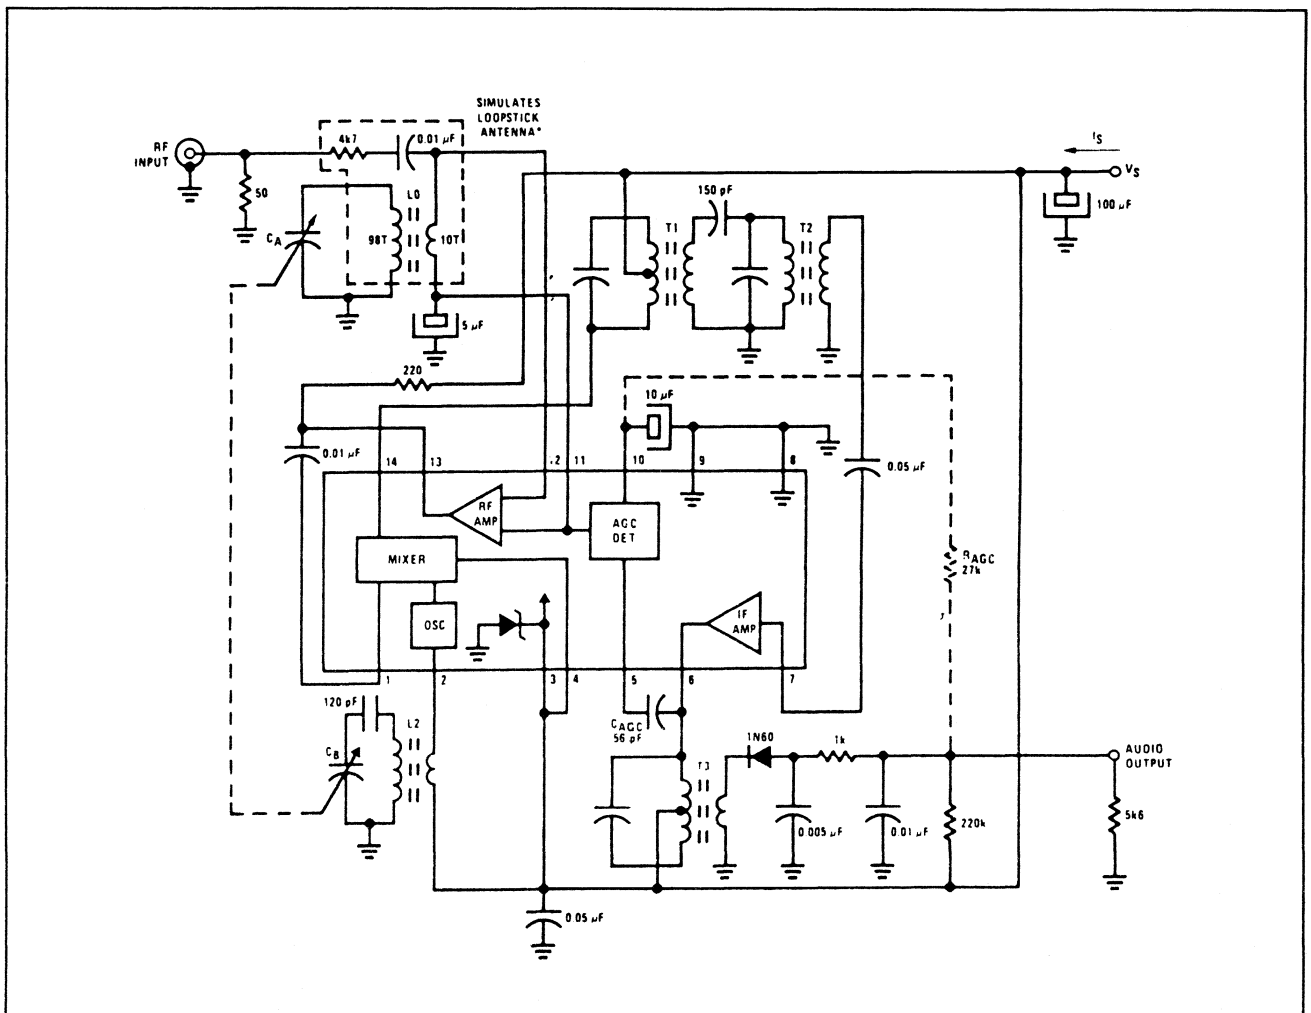 SIMULATES
LOOPSTICK
ANTENNA*
RF
INPUT
4k7
0.01 µF
IS
VS
50
L0
150 pF
100 µF
CA
98T
10T
T1
T2
5 µF
220
10 µF
0.01 µF
14
13
12
11
10
9
8
0.05 µF
RF
AMP
AGC
DET
MIXER
RAGC
27k
OSC
IF
AMP
1
2
3
4
5
6
7
120 pF
L2
CAGC
56 pF
1N60
1k
AUDIO
OUTPUT
CB
T3
0.005 µF
0.01 µF
220k
5k6
0.05 µF